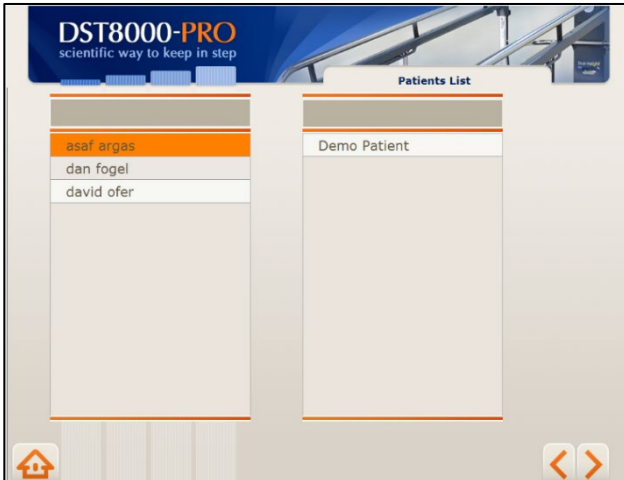 DST8000-PRO
scientific way to keep in step
Patients List
asaf argas
dan fogel
david ofer
Demo Patient